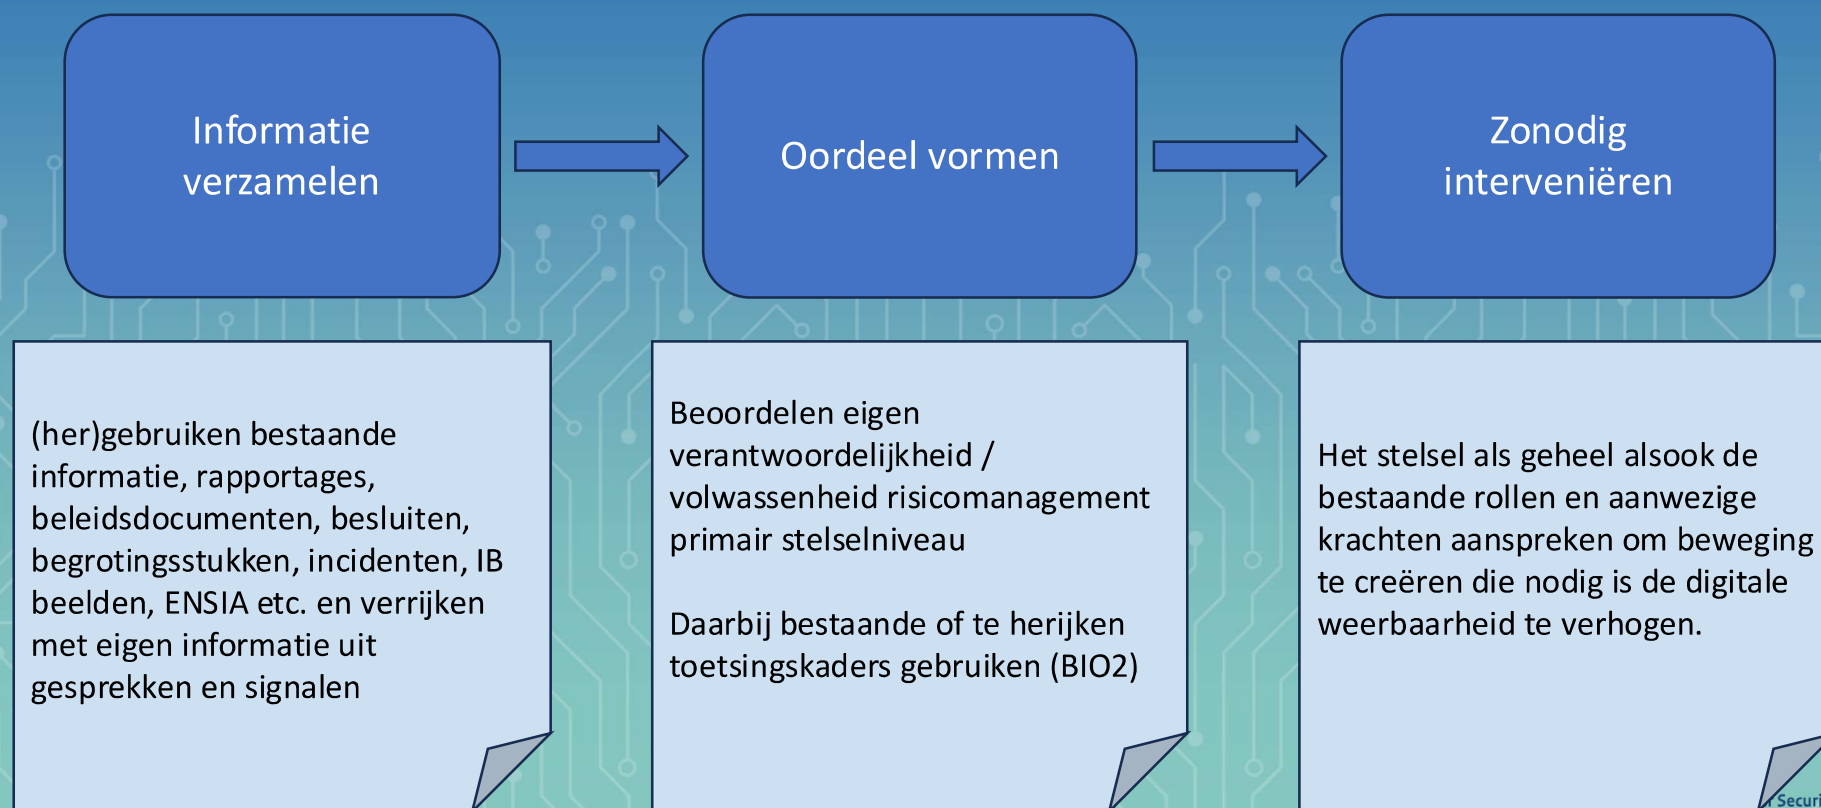 Informatie
verzamelen
Oordeel vormen
Zonodig
interveniëren
(her)gebruiken bestaande
informatie, rapportages,
beleidsdocumenten, besluiten,
begrotingsstukken, incidenten, IB
beelden, ENSIA etc. en verrijken
met eigen informatie uit
gesprekken en signalen
Beoordelen eigen
verantwoordelijkheid /
volwassenheid risicomanagement
primair stelselniveau
Daarbij bestaande of te herijken
toetsingskaders gebruiken (BIO2)
Het stelsel als geheel alsook de
bestaande rollen en aanwezige
krachten aanspreken om beweging
te creëren die nodig is de digitale
weerbaarheid te verhogen.